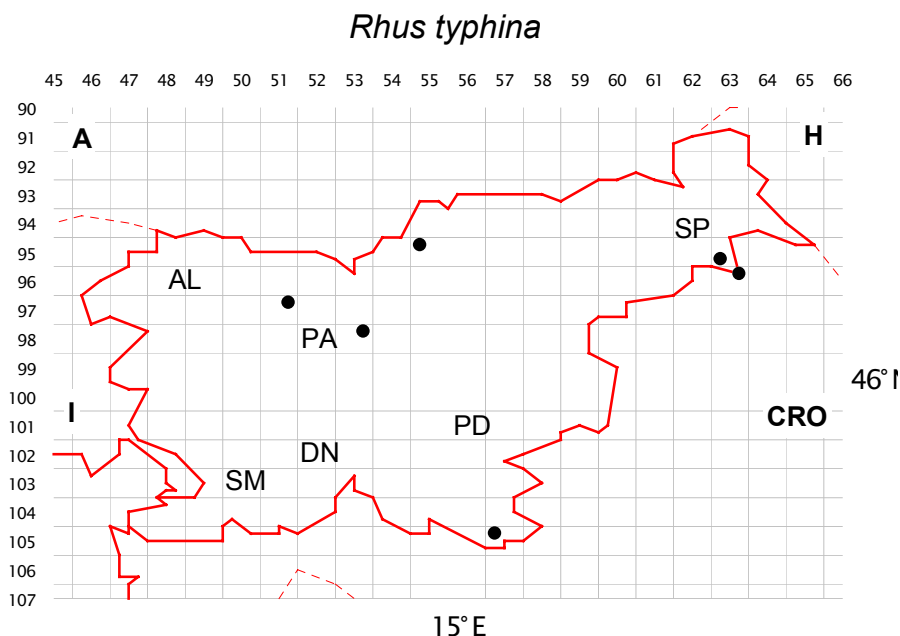 Rhus typhina
45 46 47 48 49 50 51 52 53 54 55 56 57 58 59 60 61 62 63 64 65 66
90
91 A H
92
93
94 SP
95
96 AL
97
98 PA
99
100 46° N
101 I CRO
102 PD
103 DN
104 SM
105
106
107
15° E